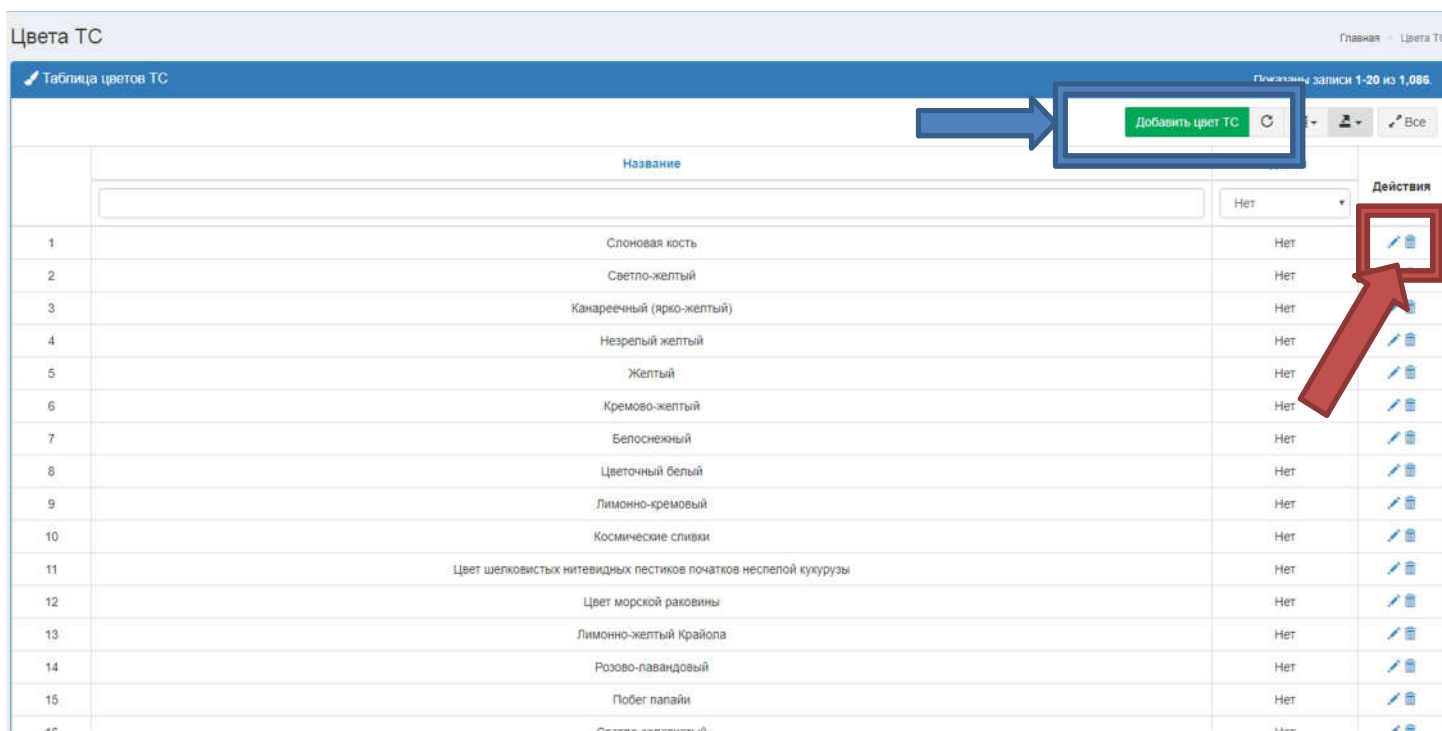 Цвета ТС
Главная » Цвета ТС
Таблица цветов ТС
Показаны записи 1-20 из 1,086.
Добавить цвет ТС
Все
Название
Действия
Нет
1 Слоновая кость Нет
2 Светло-желтый Нет
3 Канареечный (ярко-желтый) Нет
4 Незрелый желтый Нет
5 Желтый Нет
6 Кремово-желтый Нет
7 Белоснежный Нет
8 Цветочный белый Нет
9 Лимонно-кремовый Нет
10 Космические сливки Нет
11 Цвет шелковистых нитевидных пестиков початков неспелой кукурузы Нет
12 Цвет морской раковины Нет
13 Лимонно-желтый Крайола Нет
14 Розово-лавандовый Нет
15 Побег папайи Нет